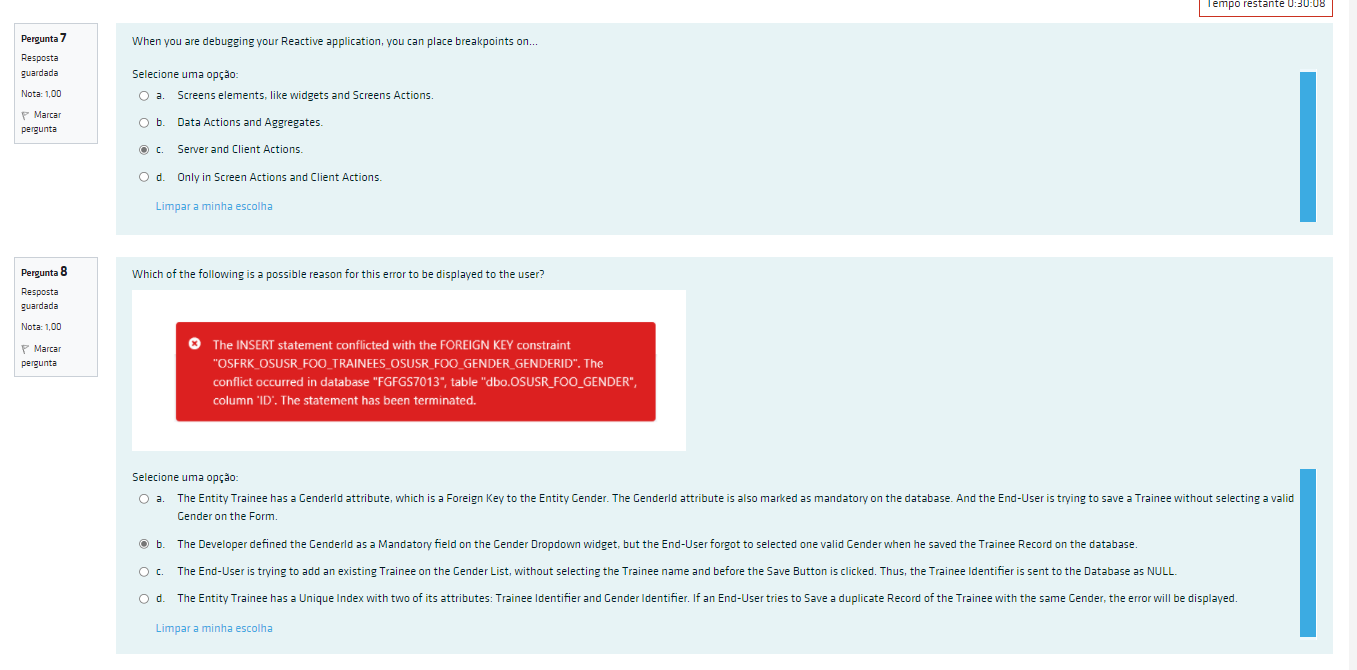 Tempo restante 0:30:08
Pergunta 7
Resposta
guardada
Nota: 1,00
Marcar
pergunta
When you are debugging your Reactive application, you can place breakpoints on...
Selecione uma opção:
a. Screens elements, like widgets and Screens Actions.
b. Data Actions and Aggregates.
c. Server and Client Actions.
d. Only in Screen Actions and Client Actions.
Limpar a minha escolha
Pergunta 8
Resposta
guardada
Nota: 1,00
Marcar
pergunta
Which of the following is a possible reason for this error to be displayed to the user?
The INSERT statement conflicted with the FOREIGN KEY constraint
"OSFRK_OSUSR_FOO_TRAINEES_OSUSR_FOO_GENDER_GENDERID". The
conflict occurred in database "FGFGS7013", table "dbo.OSUSR_FOO_GENDER",
column 'ID'. The statement has been terminated.
Selecione uma opção:
a. The Entity Trainee has a GenderId attribute, which is a Foreign Key to the Entity Gender. The GenderId attribute is also marked as mandatory on the database. And the End-User is trying to save a Trainee without selecting a valid
Gender on the Form.
b. The Developer defined the GenderId as a Mandatory field on the Gender Dropdown widget, but the End-User forgot to selected one valid Gender when he saved the Trainee Record on the database.
c. The End-User is trying to add an existing Trainee on the Gender List, without selecting the Trainee name and before the Save Button is clicked. Thus, the Trainee Identifier is sent to the Database as NULL.
d. The Entity Trainee has a Unique Index with two of its attributes: Trainee Identifier and Gender Identifier. If an End-User tries to Save a duplicate Record of the Trainee with the same Gender, the error will be displayed.
Limpar a minha escolha